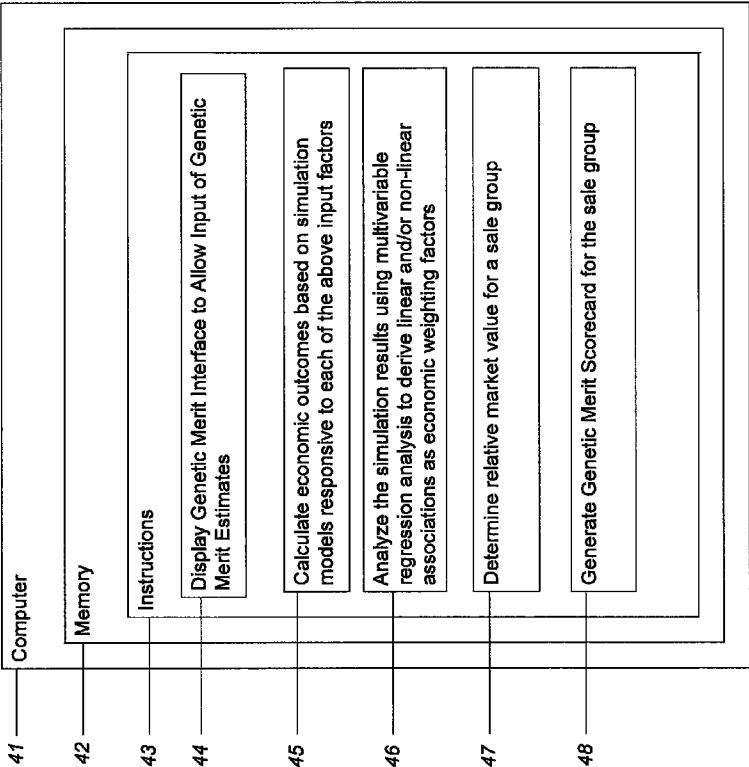 41
Computer
42
Memory
43
Instructions
44
Display Genetic Merit Interface to Allow Input of Genetic
Merit Estimates
45
Calculate economic outcomes based on simulation
models responsive to each of the above input factors
46
Analyze the simulation results using multivariable
regression analysis to derive linear and/or non-linear
associations as economic weighting factors
47
Determine relative market value for a sale group
48
Generate Genetic Merit Scorecard for the sale group